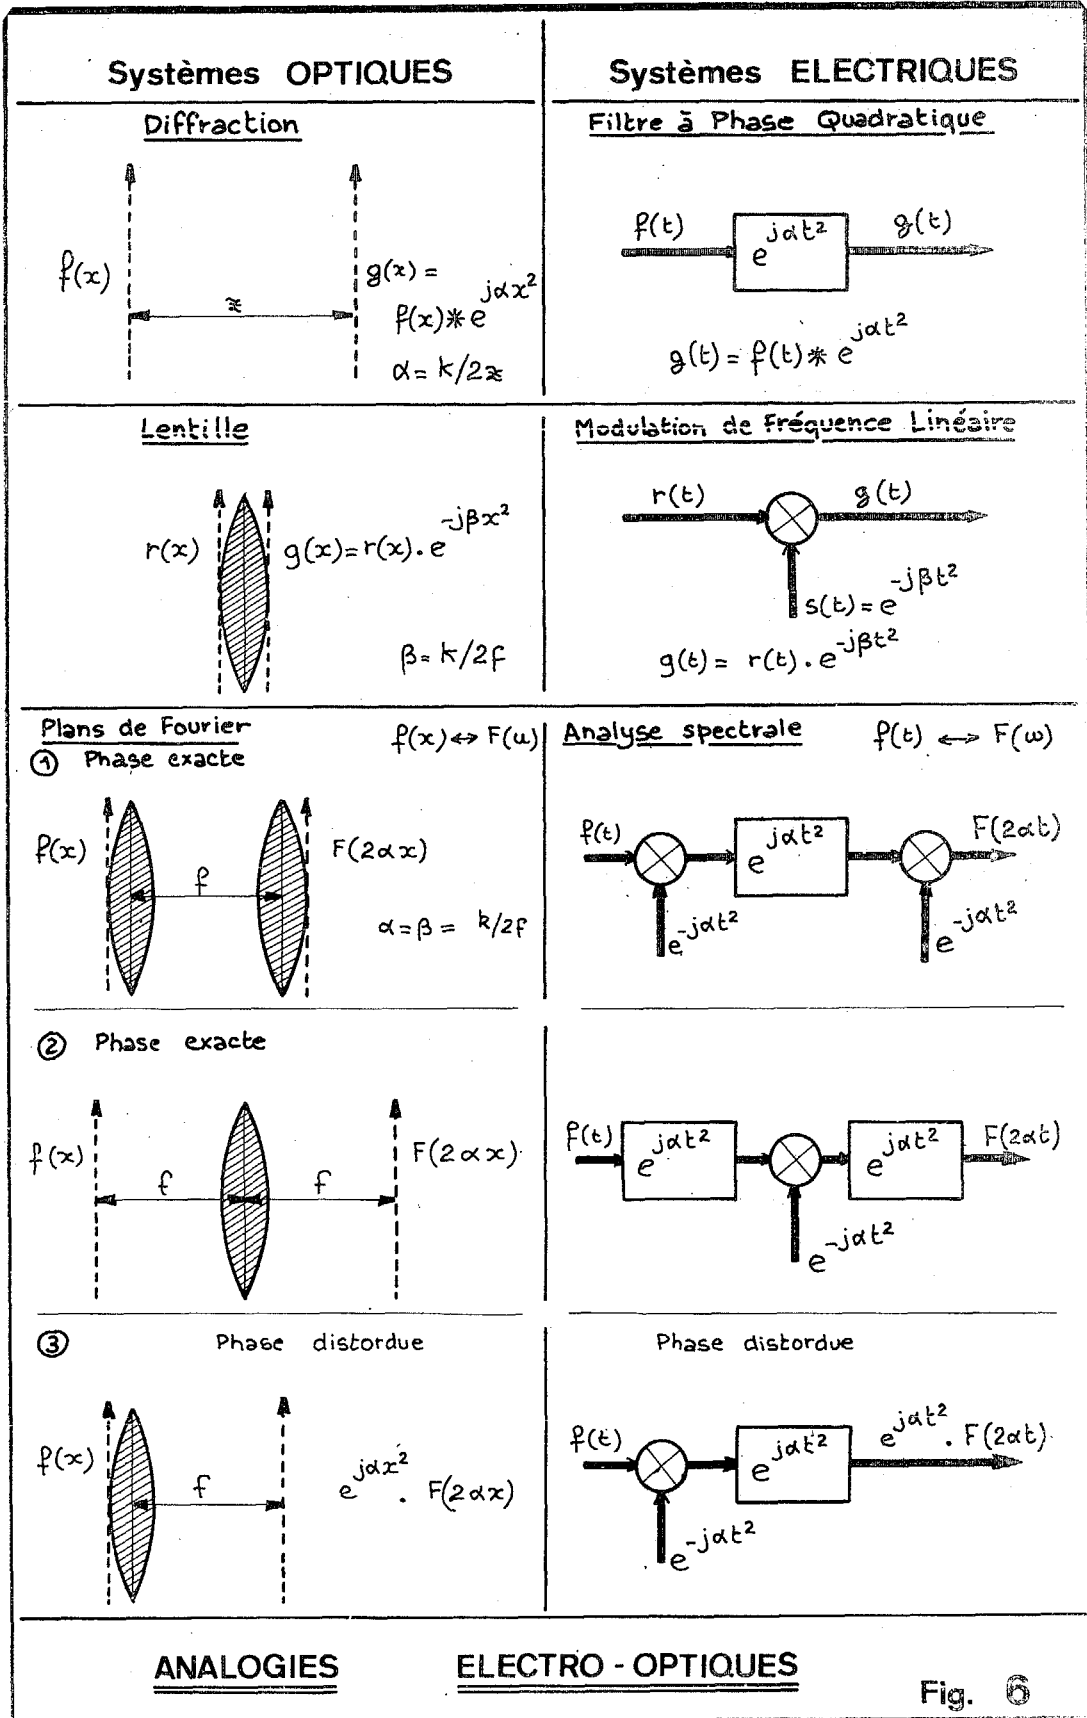 Systèmes OPTIQUES
Systèmes ELECTRIQUES
Diffraction
f(x)
z
g(x) =
f(x) * e^{jαx²}
α = k/2z
Filtre à Phase Quadratique
f(t)
e^{jαt²}
g(t)
g(t) = f(t) * e^{jαt²}
Lentille
r(x)
g(x) = r(x) . e^{-jβx²}
β = k/2f
Modulation de Fréquence Linéaire
r(t)
g(t)
s(t) = e^{-jβt²}
g(t) = r(t) . e^{-jβt²}
Plans de Fourier
f(x) ↔ F(u)
① Phase exacte
f(x)
f
F(2αx)
α = β = k/2f
Analyse spectrale
f(t) ↔ F(ω)
f(t)
e^{jαt²}
F(2αt)
e^{-jαt²}
e^{-jαt²}
② Phase exacte
f(x)
f
f
F(2αx)
f(t)
e^{jαt²}
e^{jαt²}
F(2αt)
e^{-jαt²}
③ Phase distordue
f(x)
f
e^{jαx²} . F(2αx)
Phase distordue
f(t)
e^{jαt²}
e^{jαt²} . F(2αt)
e^{-jαt²}
ANALOGIES ELECTRO - OPTIQUES
Fig. 6